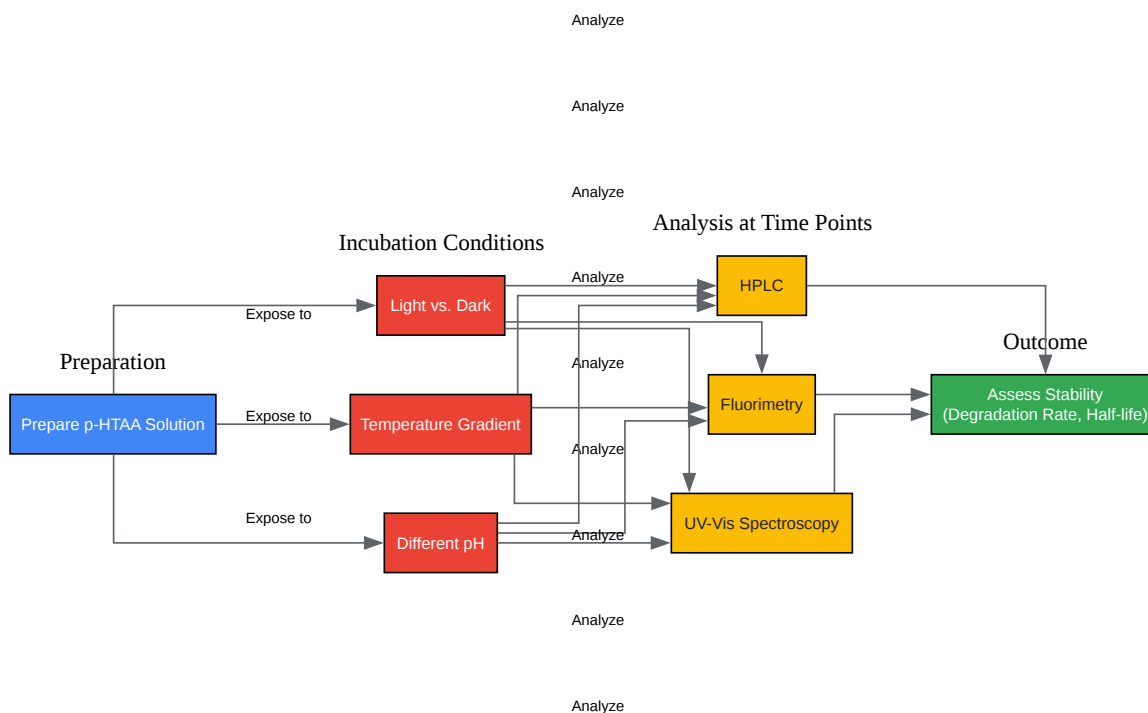 Analyze
Analyze
Analyze
Analysis at Time Points
Incubation Conditions
Analyze
HPLC
Light vs. Dark
Expose to
Outcome
Preparation
Analyze
Assess Stability
(Degradation Rate, Half-life)
Fluorimetry
Expose to
Prepare p-HTAA Solution
Temperature Gradient
Analyze
Expose to
UV-Vis Spectroscopy
Analyze
Different pH
Analyze
Analyze